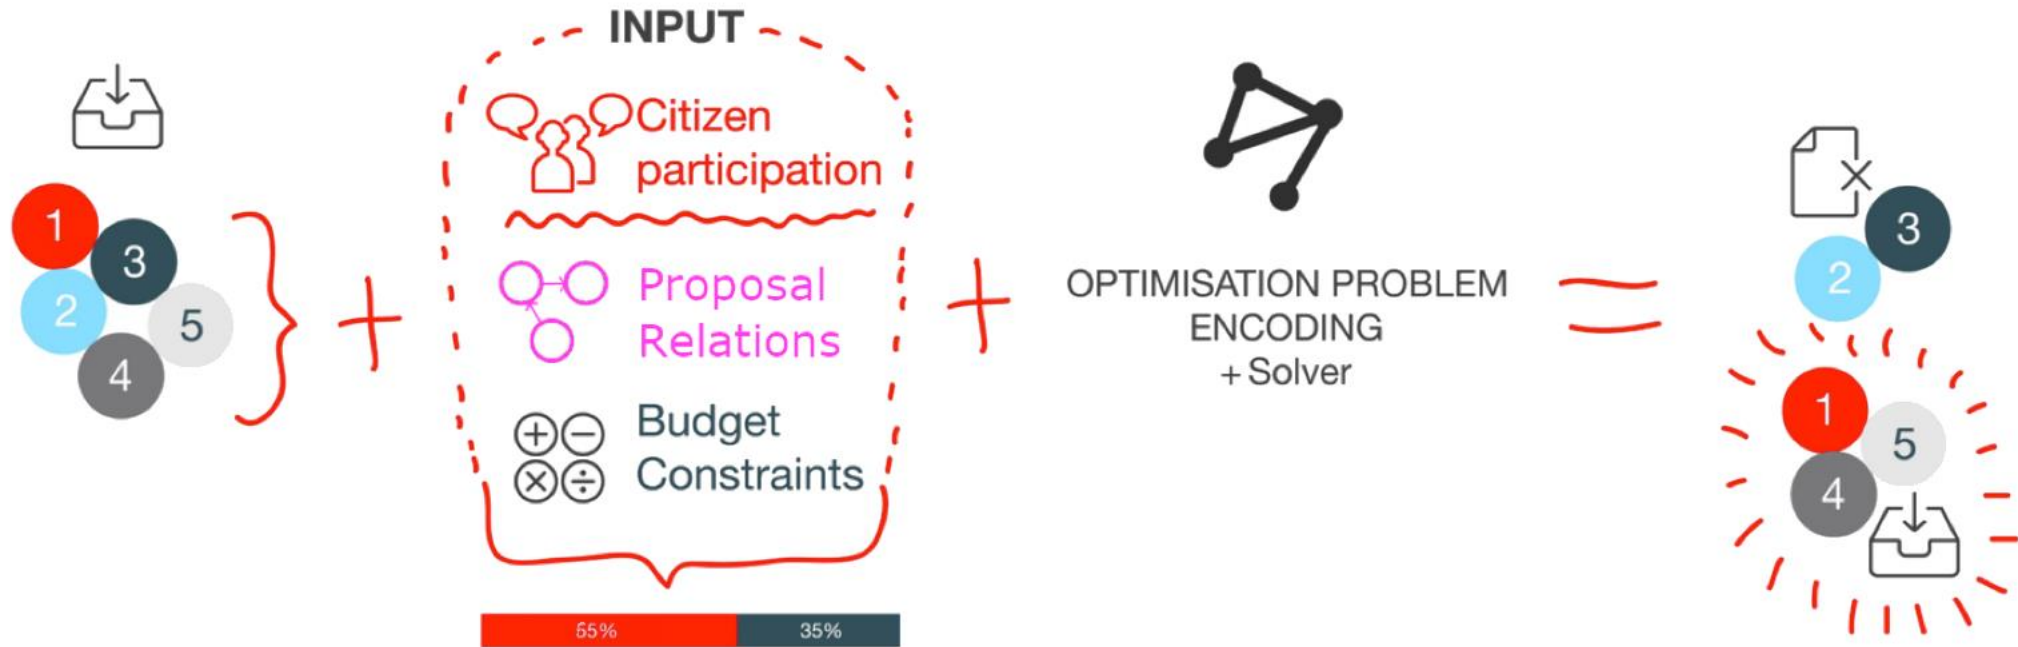 INPUT
Citizen
participation
Proposal
Relations
Budget
Constraints
55%
35%
1
3
2
5
4
OPTIMISATION PROBLEM
ENCODING
+ Solver
3
2
1
5
4